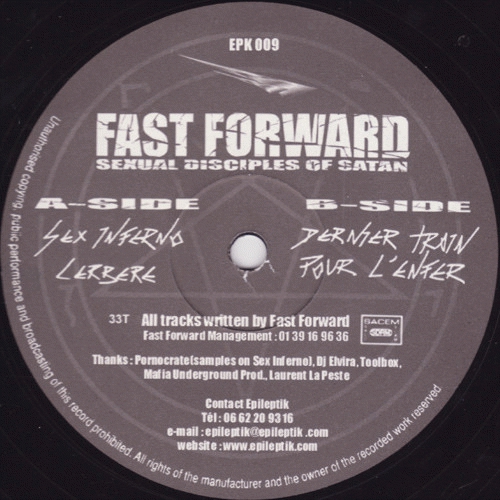 EPK 009
FAST FORWARD
SEXUAL DISCIPLES OF SATAN
A-SIDE
SEX INFERNO
CERBERE
B-SIDE
DERNIER TRAIN
POUR L'ENFER
33T
All tracks written by Fast Forward
Fast Forward Management : 01 39 16 96 36
SACEM
SDRM
Thanks : Pornocrate(samples on Sex Inferno), Dj Elvira, Toolbox,
Mafia Underground Prod., Laurent La Peste
Contact Epileptik
Tél : 06 62 20 93 16
e-mail : epileptik@epileptik .com
website : www.epileptik.com
Unauthorised copying, public performance and broadcasting of this record prohibited. All rights of the manufacturer and the owner of the recorded work reserved.